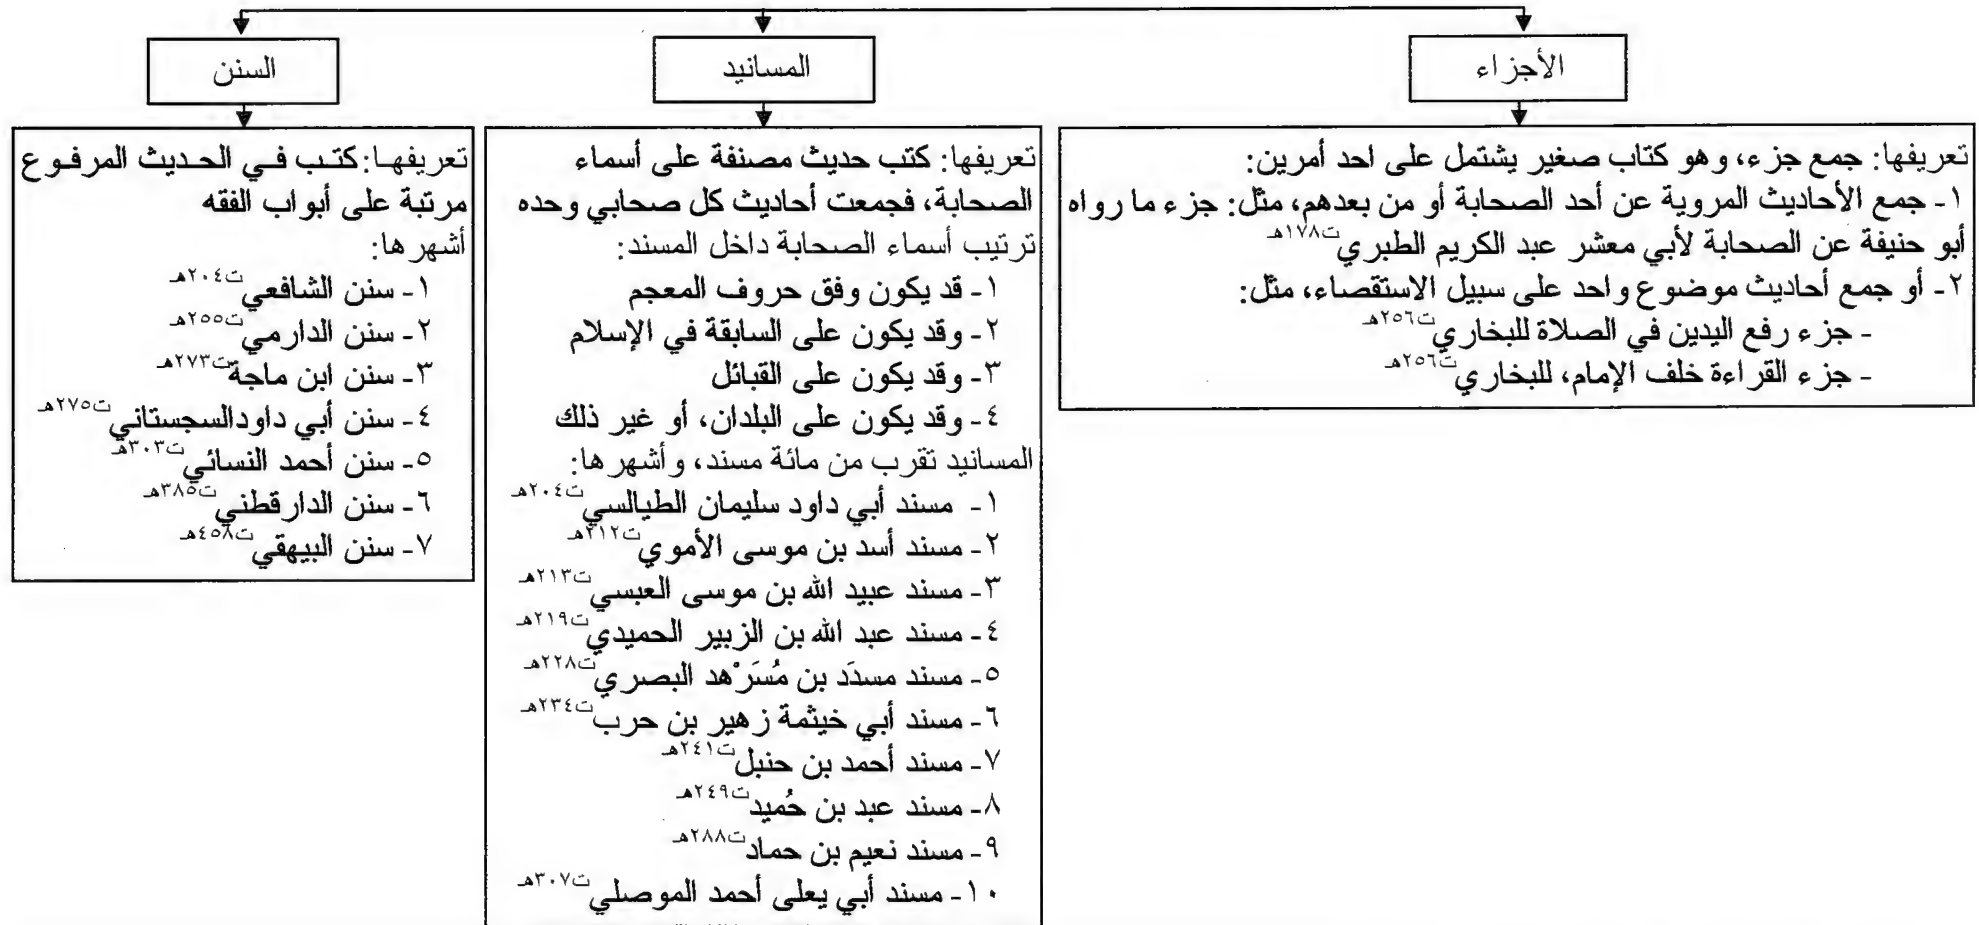 الأجزاء
تعريفها: جمع جزء، وهو كتاب صغير يشتمل على احد أمرين:
١- جمع الأحاديث المروية عن أحد الصحابة أو من بعدهم، مثل: جزء ما رواه
أبو حنيفة عن الصحابة لأبي معشر عبد الكريم الطبري ت١٧٨هـ
٢- أو جمع أحاديث موضوع واحد على سبيل الاستقصاء، مثل:
- جزء رفع اليدين في الصلاة للبخاري ت٢٥٦هـ
- جزء القراءة خلف الإمام، للبخاري ت٢٥٦هـ
المسانيد
تعريفها: كتب حديث مصنفة على أسماء
الصحابة، فجمعت أحاديث كل صحابي وحده
ترتيب أسماء الصحابة داخل المسند:
١- قد يكون وفق حروف المعجم
٢- وقد يكون على السابقة في الإسلام
٣- وقد يكون على القبائل
٤- وقد يكون على البلدان، أو غير ذلك
المسانيد تقرب من مائة مسند، وأشهرها:
١- مسند أبي داود سليمان الطيالسي ت٢٠٤هـ
٢- مسند أسد بن موسى الأموي ت٢١٢هـ
٣- مسند عبيد الله بن موسى العبسي ت٢١٣هـ
٤- مسند عبد الله بن الزبير الحميدي ت٢١٩هـ
٥- مسند مسدَد بن مُسَرْهد البصري ت٢٢٨هـ
٦- مسند أبي خيثمة زهير بن حرب ت٢٣٤هـ
٧- مسند أحمد بن حنبل ت٢٤١هـ
٨- مسند عبد بن حُميد ت٢٤٩هـ
٩- مسند نعيم بن حماد ت٢٨٨هـ
١٠- مسند أبي يعلى أحمد الموصلي ت٣٠٧هـ
السنن
تعريفها: كتب في الحديث المرفوع
مرتبة على أبواب الفقه
أشهرها:
١- سنن الشافعي ت٢٠٤هـ
٢- سنن الدارمي ت٢٥٥هـ
٣- سنن ابن ماجة ت٢٧٣هـ
٤- سنن أبي داودالسجستاني ت٢٧٥هـ
٥- سنن أحمد النسائي ت٣٠٣هـ
٦- سنن الدارقطني ت٣٨٥هـ
٧- سنن البيهقي ت٤٥٨هـ